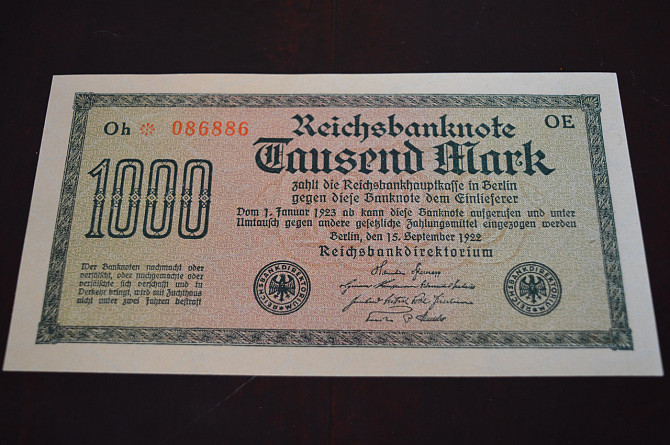 Oh * 086886
Reichsbanknote
OE
Tausend Mark
1000
zahlt die Reichsbankhauptkasse in Berlin
gegen diese Banknote dem Einlieferer
Vom 1. Januar 1923 ab kann diese Banknote aufgerufen und unter
Umtausch gegen andere gesetzliche Zahlungsmittel eingezogen werden
Berlin, den 15. September 1922
Reichsbankdirektorium
Wer Banknoten nachmacht oder
verfälscht, oder nachgemachte oder
verfälschte sich verschafft und in
Verkehr bringt, wird mit Zuchthaus
nicht unter zwei Jahren bestraft
REICHSBANKDIREKTORIUM
REICHSBANKDIREKTORIUM